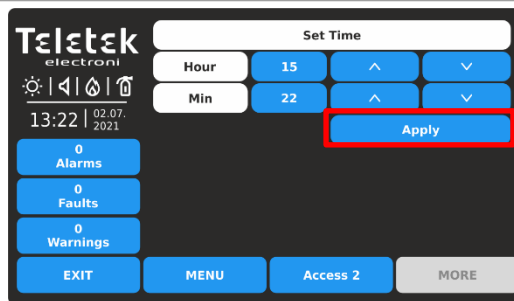 Teletek
electroni
13:22 | 02.07.
2021
0
Alarms
0
Faults
0
Warnings
Set Time
Hour 15
Min 22
Apply
EXIT MENU Access 2 MORE